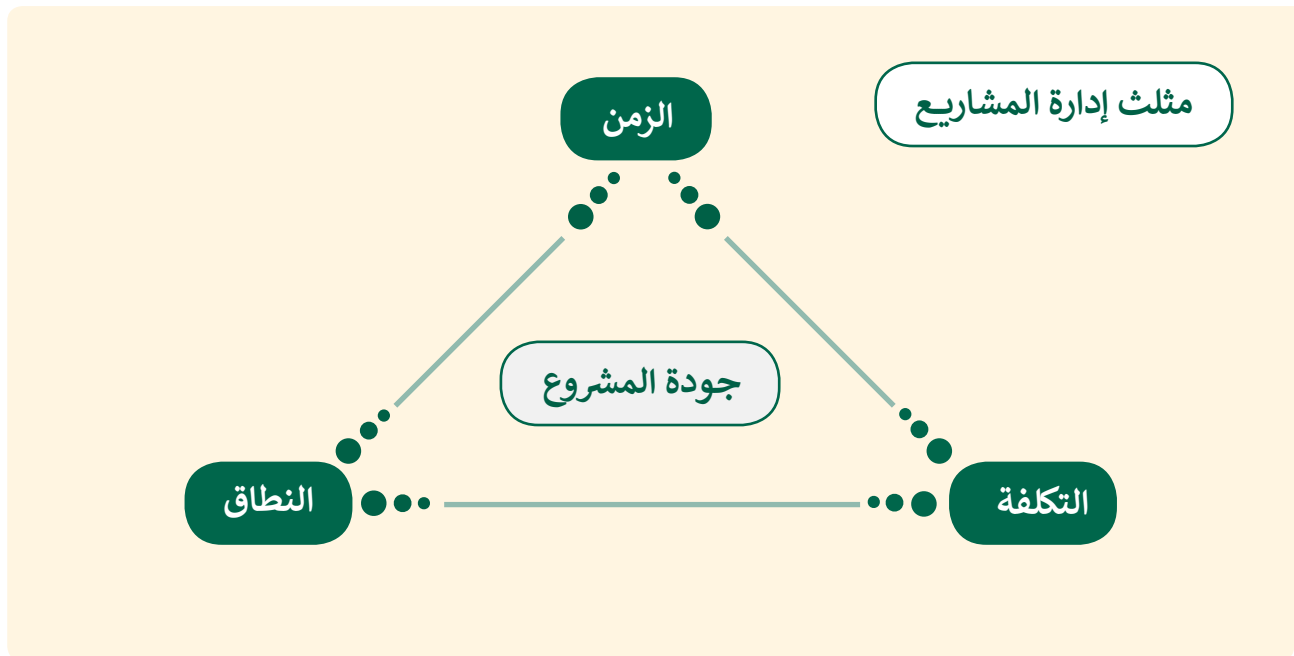 مثلث إدارة المشاريع
الزمن
جودة المشروع
التكلفة
النطاق